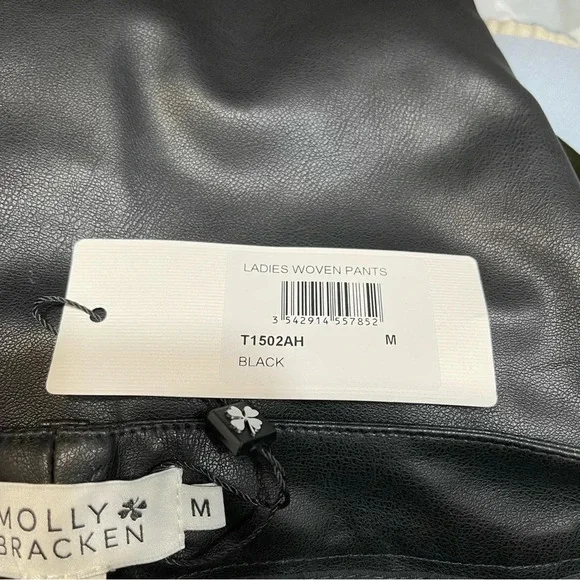 LADIES WOVEN PANTS
3 542914 557852
T1502AH M
BLACK
MOLLY
BRACKEN
M